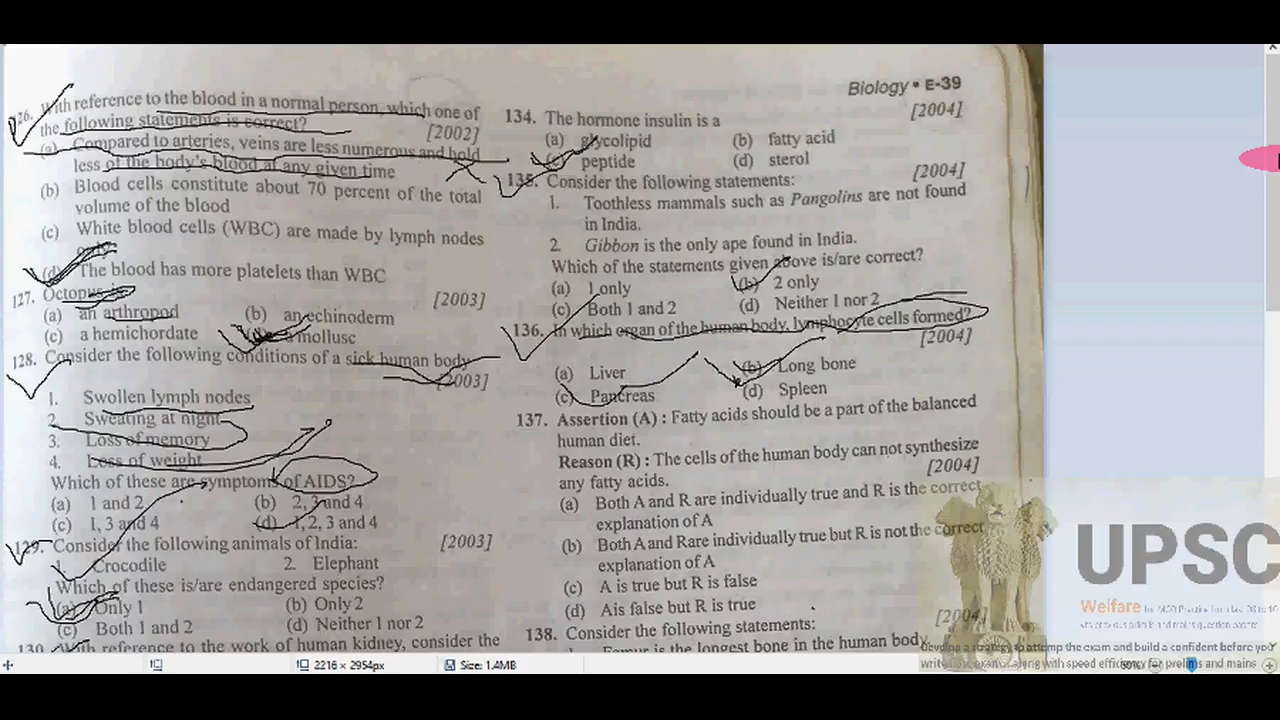 Biology • E-39
126. With reference to the blood in a normal person, which one of
the following statements is correct? [2002]
(a) Compared to arteries, veins are less numerous and hold
less of the body's blood at any given time
(b) Blood cells constitute about 70 percent of the total
volume of the blood
(c) White blood cells (WBC) are made by lymph nodes
only
(d) The blood has more platelets than WBC
127. Octopus is [2003]
(a) an arthropod (b) an echinoderm
(c) a hemichordate mollusc
128. Consider the following conditions of a sick human body
[2003]
1. Swollen lymph nodes
2. Sweating at night
3. Loss of memory
4. Loss of weight
Which of these are symptoms of AIDS?
(a) 1 and 2 (b) 2, 3 and 4
(c) 1, 3 and 4 (d) 1, 2, 3 and 4
129. Consider the following animals of India: [2003]
1. Crocodile 2. Elephant
Which of these is/are endangered species?
(a) Only 1 (b) Only 2
(c) Both 1 and 2 (d) Neither 1 nor 2
130. With reference to the work of human kidney, consider the
134. The hormone insulin is a [2004]
(a) glycolipid (b) fatty acid
(c) peptide (d) sterol
135. Consider the following statements: [2004]
1. Toothless mammals such as Pangolins are not found
in India.
2. Gibbon is the only ape found in India.
Which of the statements given above is/are correct?
(a) 1 only (b) 2 only
(c) Both 1 and 2 (d) Neither 1 nor 2
136. In which organ of the human body, lymphocyte cells formed?
[2004]
(a) Liver (b) Long bone
(c) Pancreas (d) Spleen
137. Assertion (A) : Fatty acids should be a part of the balanced
human diet.
Reason (R) : The cells of the human body can not synthesize
any fatty acids. [2004]
(a) Both A and R are individually true and R is the correct
explanation of A
(b) Both A and Rare individually true but R is not the correct
explanation of A
(c) A is true but R is false
(d) Ais false but R is true
138. Consider the following statements: [2004]
1. Femur is the longest bone in the human body
UPSC
Welfare
2216 × 2954px
Size: 1.4MB